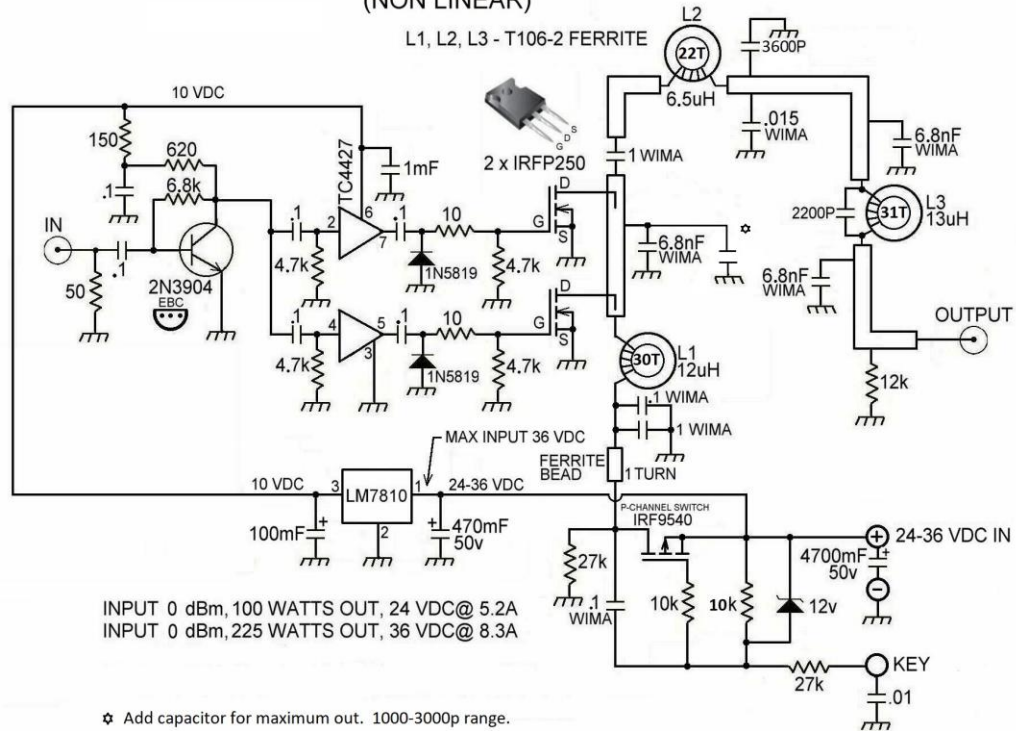 (NON LINEAR)
L1, L2, L3 - T106-2 FERRITE
L2
22T
6.5uH
3600P
.015
WIMA
6.8nF
WIMA
10 VDC
150
620
6.8k
.1
IN
.1
50
2N3904
EBC
TC4427
1mF
2 x IRFP250
G
D
S
1 WIMA
2200P
31T
L3
13uH
.1
2
6
7
.1
10
4.7k
1N5819
4.7k
D
G
S
6.8nF
WIMA
✡
6.8nF
WIMA
.1
4
5
3
.1
10
4.7k
1N5819
4.7k
D
G
S
OUTPUT
12k
30T
L1
12uH
.1 WIMA
1 WIMA
FERRITE
BEAD
1 TURN
MAX INPUT 36 VDC
10 VDC
3
LM7810
1
2
24-36 VDC
100mF
+
470mF
50v
+
P-CHANNEL SWITCH
IRF9540
27k
.1
WIMA
10k
10k
12v
+
24-36 VDC IN
4700mF
50v
+
−
KEY
27k
.01
INPUT 0 dBm, 100 WATTS OUT, 24 VDC@ 5.2A
INPUT 0 dBm, 225 WATTS OUT, 36 VDC@ 8.3A
✡ Add capacitor for maximum out. 1000-3000p range.